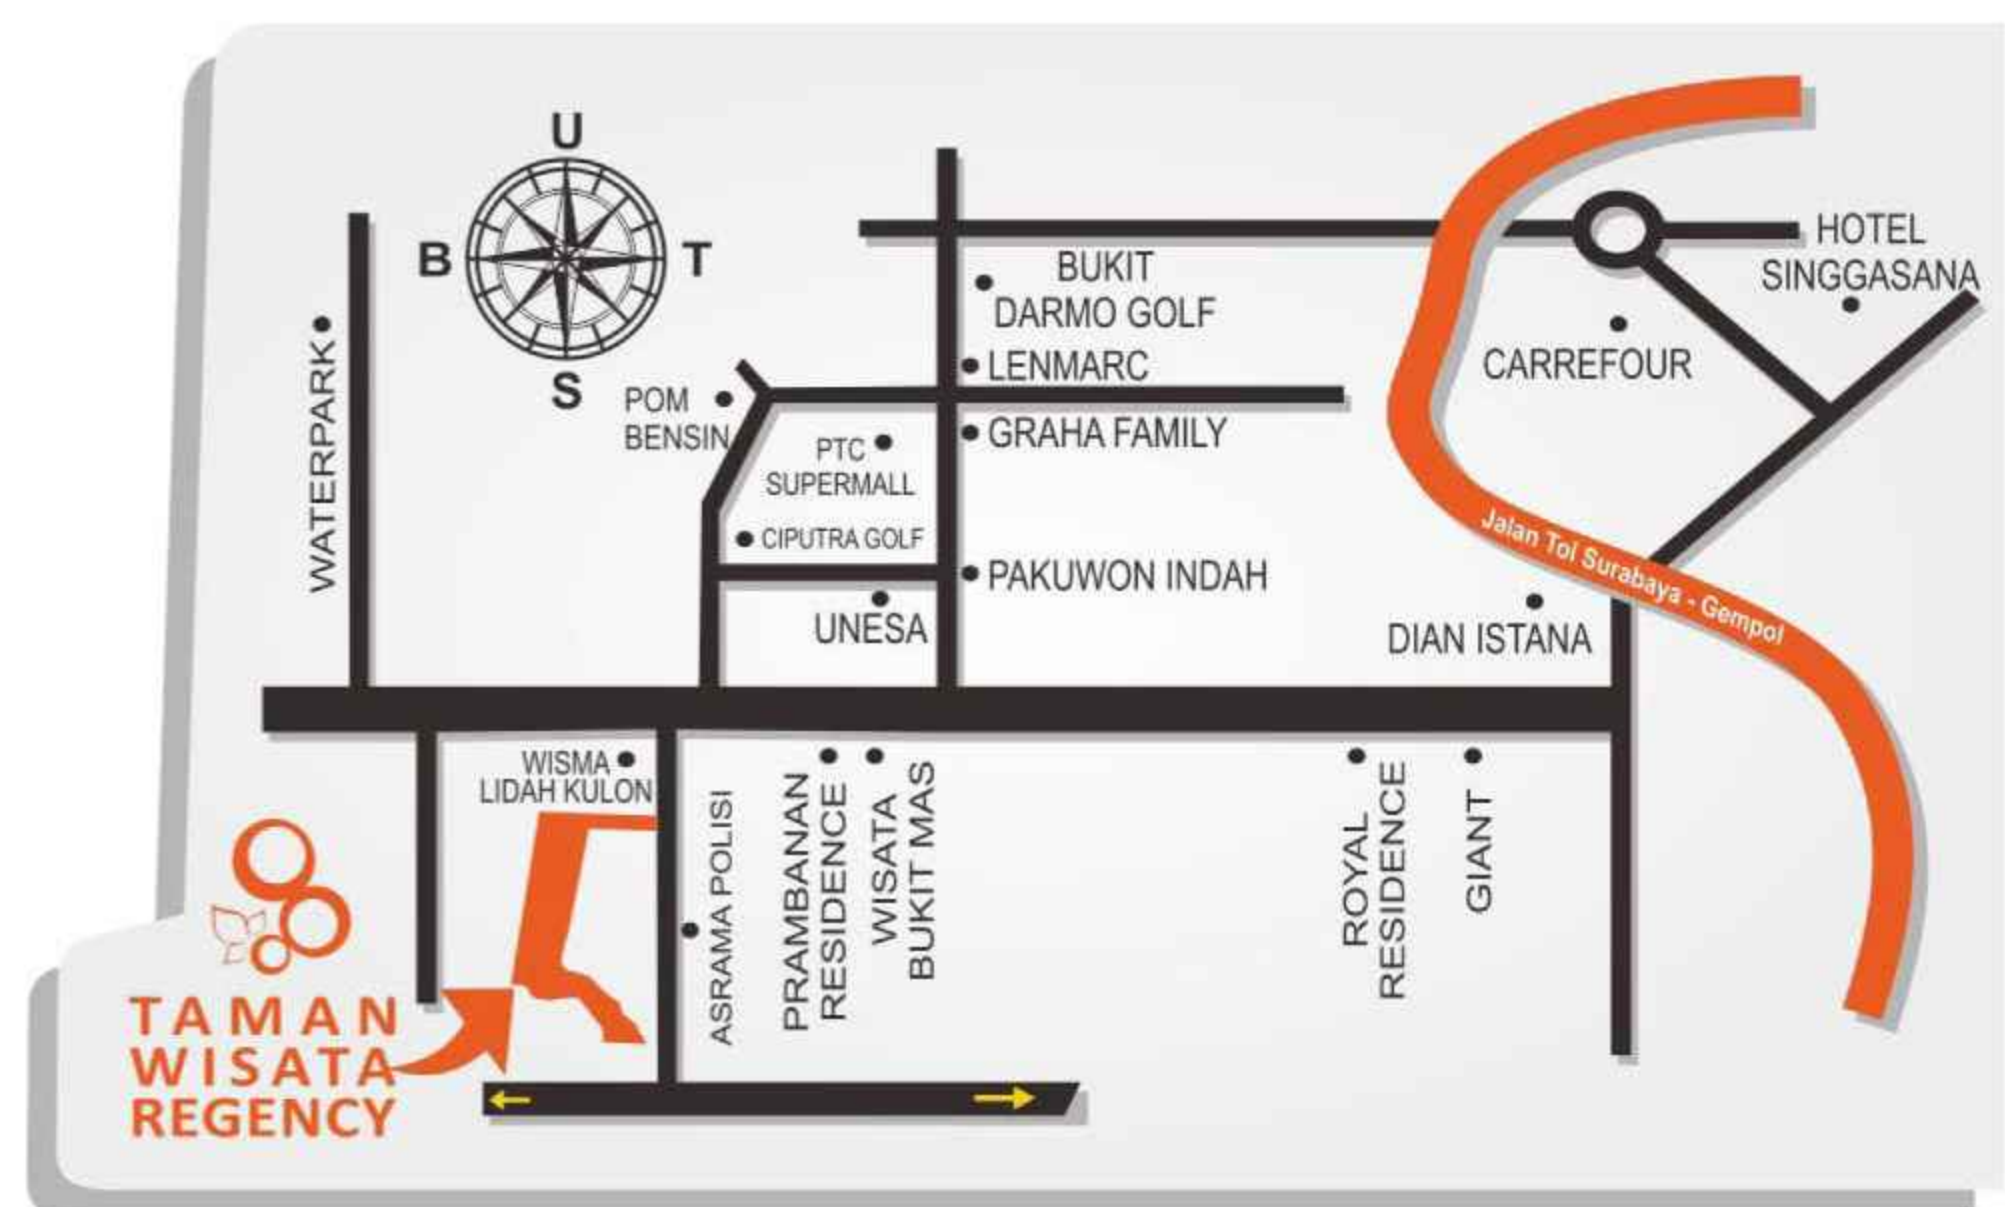 U
B
T
S
WATERPARK
POM
BENSIN
PTC
SUPERMALL
CIPUTRA GOLF
UNESA
BUKIT
DARMO GOLF
LENMARC
GRAHA FAMILY
PAKUWON INDAH
HOTEL
SINGGASANA
CARREFOUR
Jalan Tol Surabaya - Gempol
DIAN ISTANA
WISMA
LIDAH KULON
ASRAMA POLISI
PRAMBANAN
RESIDENCE
WISATA
BUKIT MAS
ROYAL
RESIDENCE
GIANT
TAMAN
WISATA
REGENCY